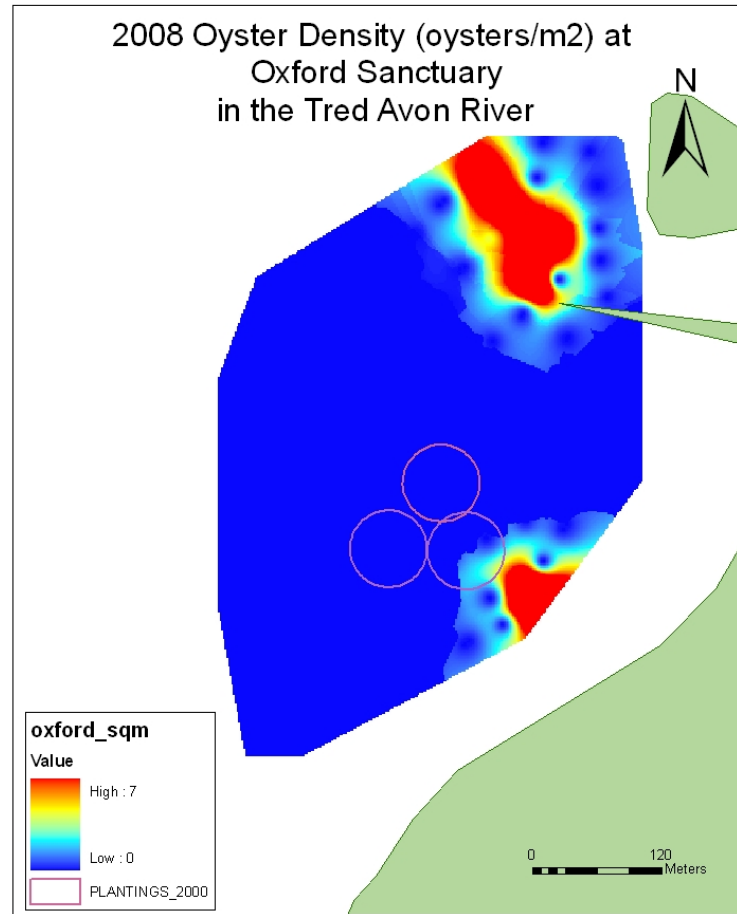 2008 Oyster Density (oysters/m2) at
Oxford Sanctuary
in the Tred Avon River
N
oxford_sqm
Value
High : 7
Low : 0
PLANTINGS_2000
0 120
Meters